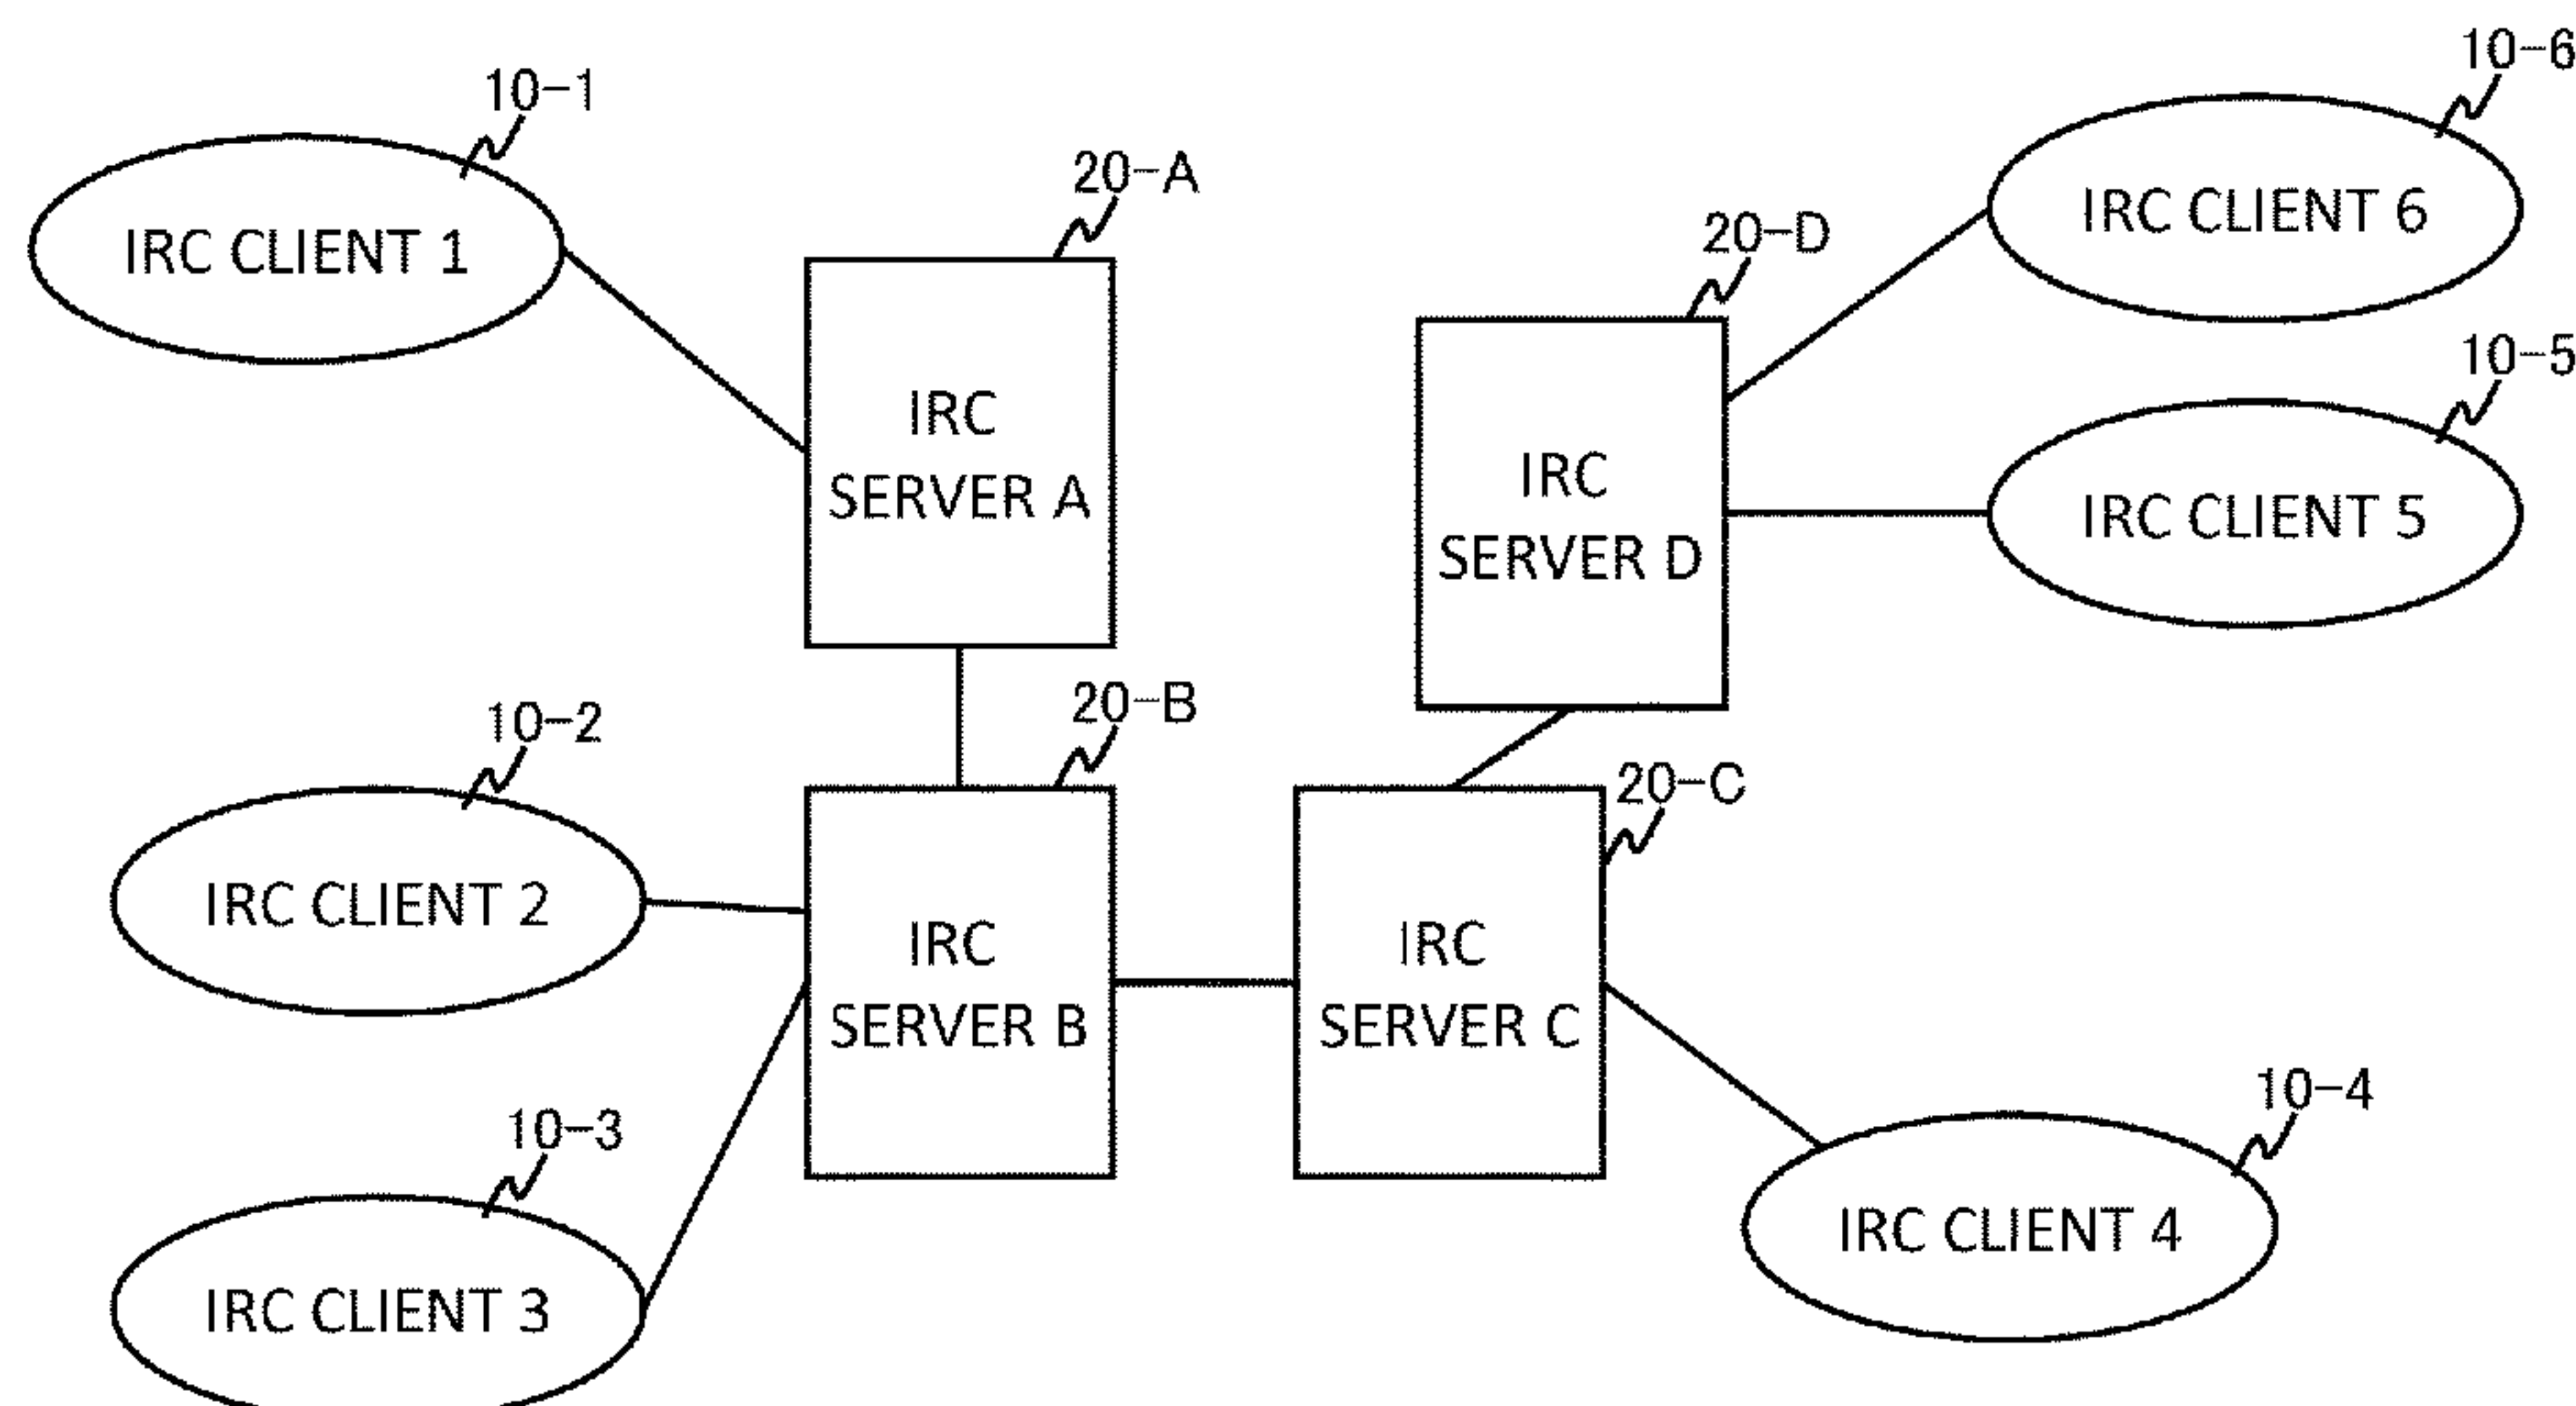 10-1
IRC CLIENT 1
20-A
IRC
SERVER A
10-6
IRC CLIENT 6
20-D
IRC
SERVER D
10-5
IRC CLIENT 5
10-2
IRC CLIENT 2
20-B
IRC
SERVER B
20-C
IRC
SERVER C
10-3
IRC CLIENT 3
10-4
IRC CLIENT 4